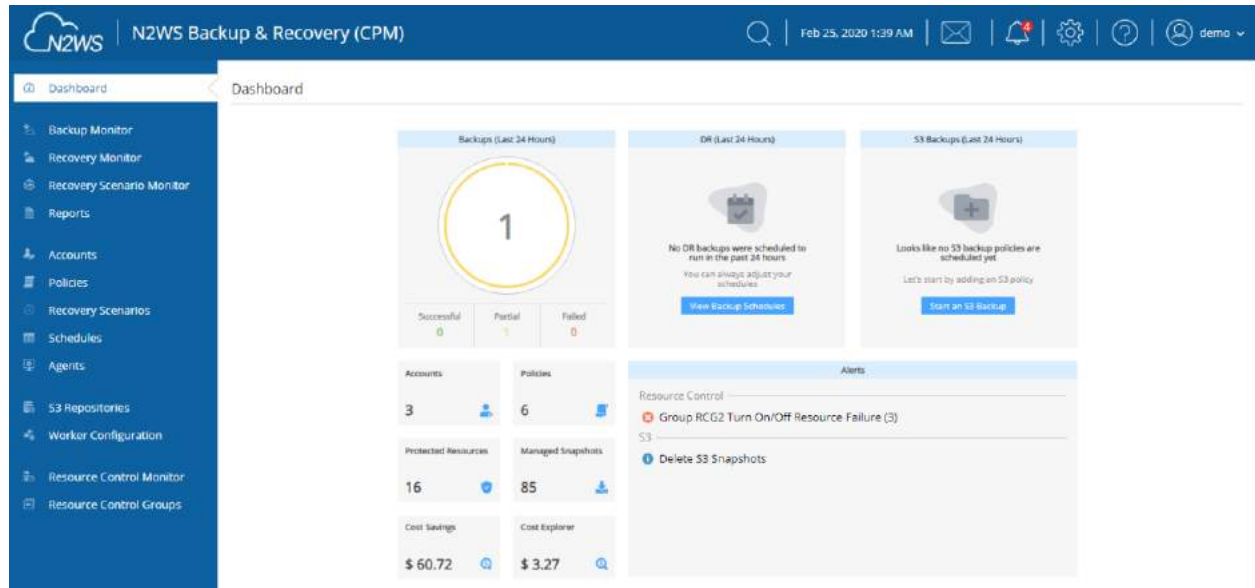 N2WS
N2WS Backup & Recovery (CPM)
Feb 25, 2020 1:39 AM
4
demo
Dashboard
Backup Monitor
Recovery Monitor
Recovery Scenario Monitor
Reports
Accounts
Policies
Recovery Scenarios
Schedules
Agents
S3 Repositories
Worker Configuration
Resource Control Monitor
Resource Control Groups
Dashboard
Backups (Last 24 Hours)
1
Successful Partial Failed
0 1 0
DR (Last 24 Hours)
No DR backups were scheduled to
run in the past 24 hours
You can always adjust your
schedules
View Backup Schedules
S3 Backups (Last 24 Hours)
Looks like no S3 backup policies are
scheduled yet
Let's start by adding an S3 policy
Start an S3 Backup
Accounts
3
Policies
6
Protected Resources
16
Managed Snapshots
85
Cost Savings
$ 60.72
Cost Explorer
$ 3.27
Alerts
Resource Control
Group RCG2 Turn On/Off Resource Failure (3)
S3
Delete S3 Snapshots